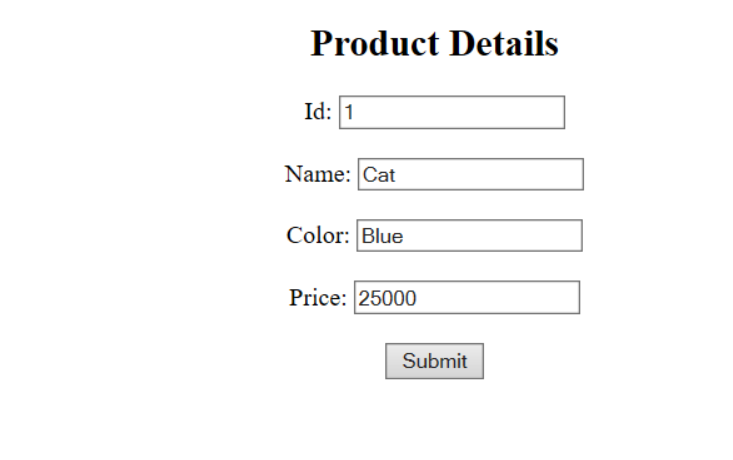 Product Details
Id: 1
Name: Cat
Color: Blue
Price: 25000
Submit